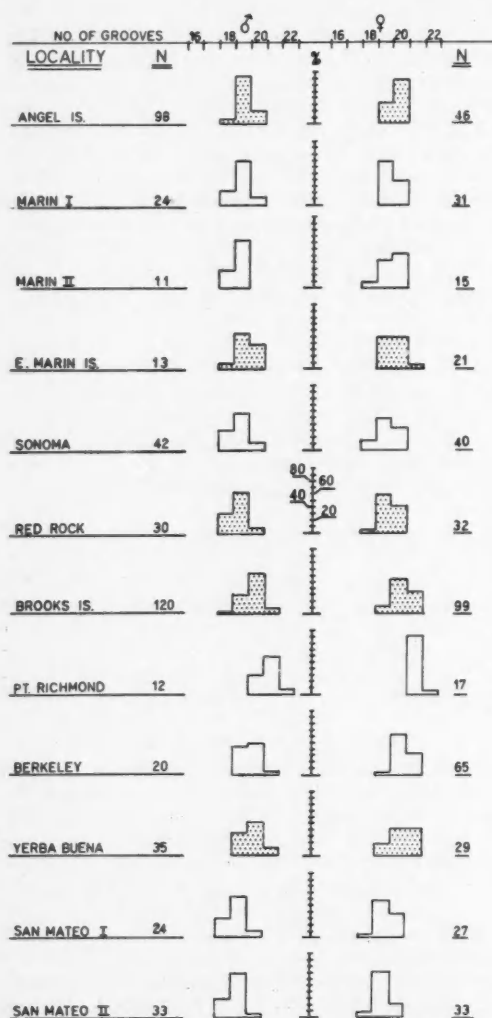 ♂ ♀
NO. OF GROOVES 16 18 20 22 16 18 20 22
LOCALITY N % N
ANGEL IS. 98 46
MARIN I 24 31
MARIN II 11 15
E. MARIN IS. 13 21
SONOMA 42 40
80 60
40 20
RED ROCK 30 32
BROOKS IS. 120 99
PT. RICHMOND 12 17
BERKELEY 20 65
YERBA BUENA 35 29
SAN MATEO I 24 27
SAN MATEO II 33 33